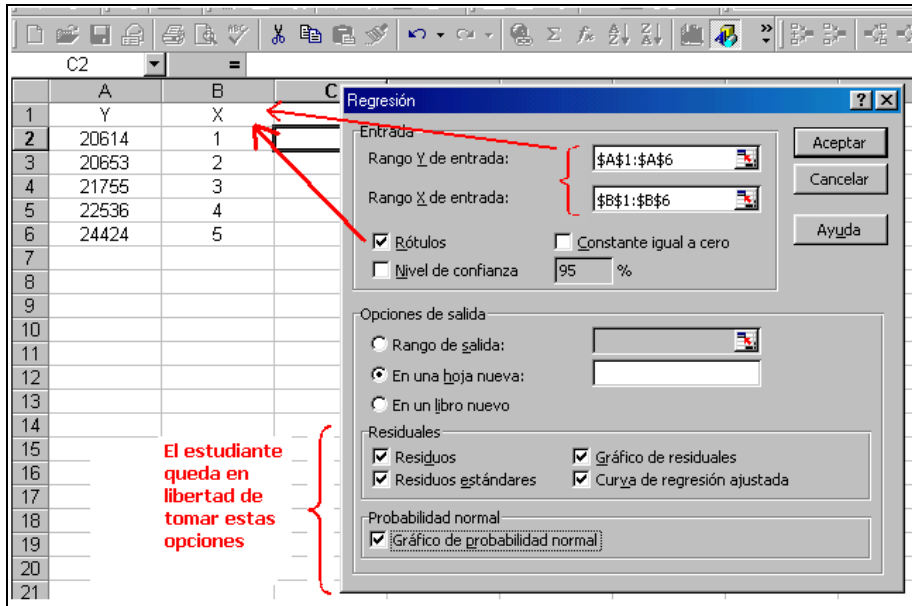 C2 =
A B C
1 Y X
2 20614 1
3 20653 2
4 21755 3
5 22536 4
6 24424 5
7
8
9
10
11
12
13
14
15
16
17
18
19
20
21
El estudiante
queda en
libertad de
tomar estas
opciones
Regresión
Entrada
Rango Y de entrada: $A$1:$A$6
Rango X de entrada: $B$1:$B$6
Rótulos Constante igual a cero
Nivel de confianza 95 %
Aceptar
Cancelar
Ayuda
Opciones de salida
Rango de salida:
En una hoja nueva:
En un libro nuevo
Residuales
Residuos Gráfico de residuales
Residuos estándares Curva de regresión ajustada
Probabilidad normal
Gráfico de probabilidad normal